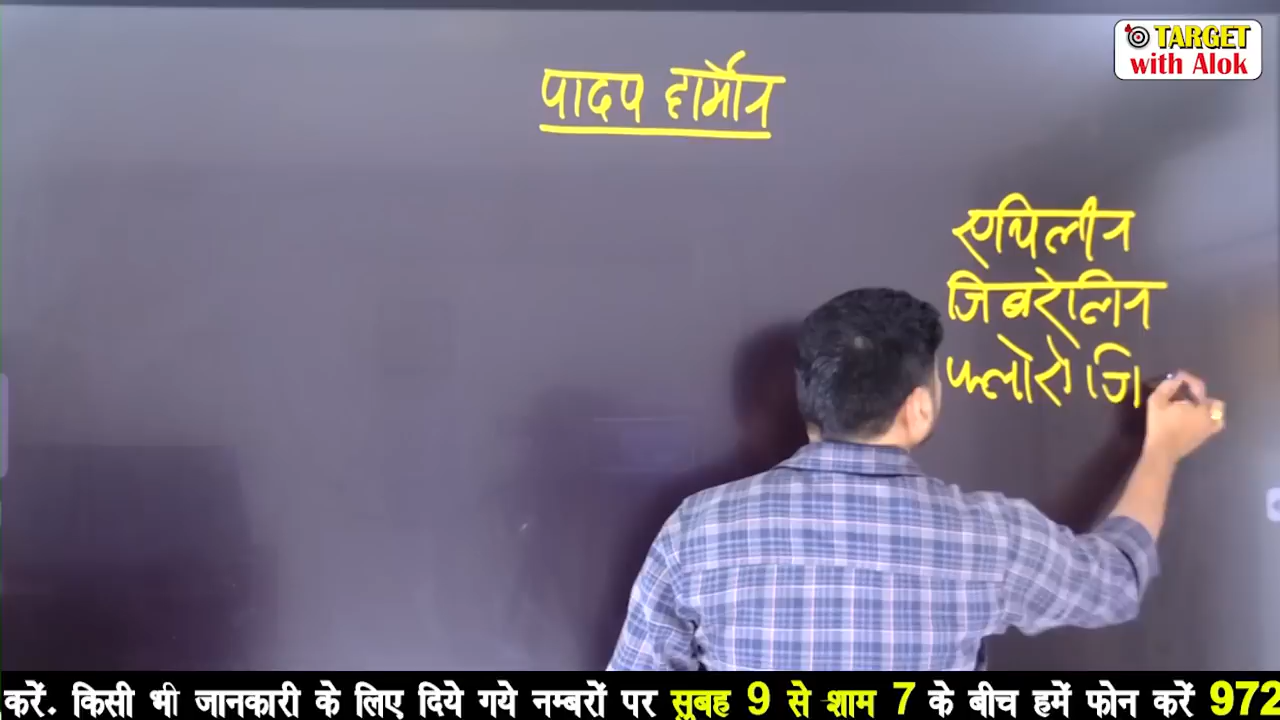 TARGET
with Alok
पादप हार्मोन
एथिलीन
जिबरेलिन
फ्लोरोजि
करें. किसी भी जानकारी के लिए दिये गये नम्बरों पर सुबह 9 से शाम 7 के बीच हमें फोन करें 972